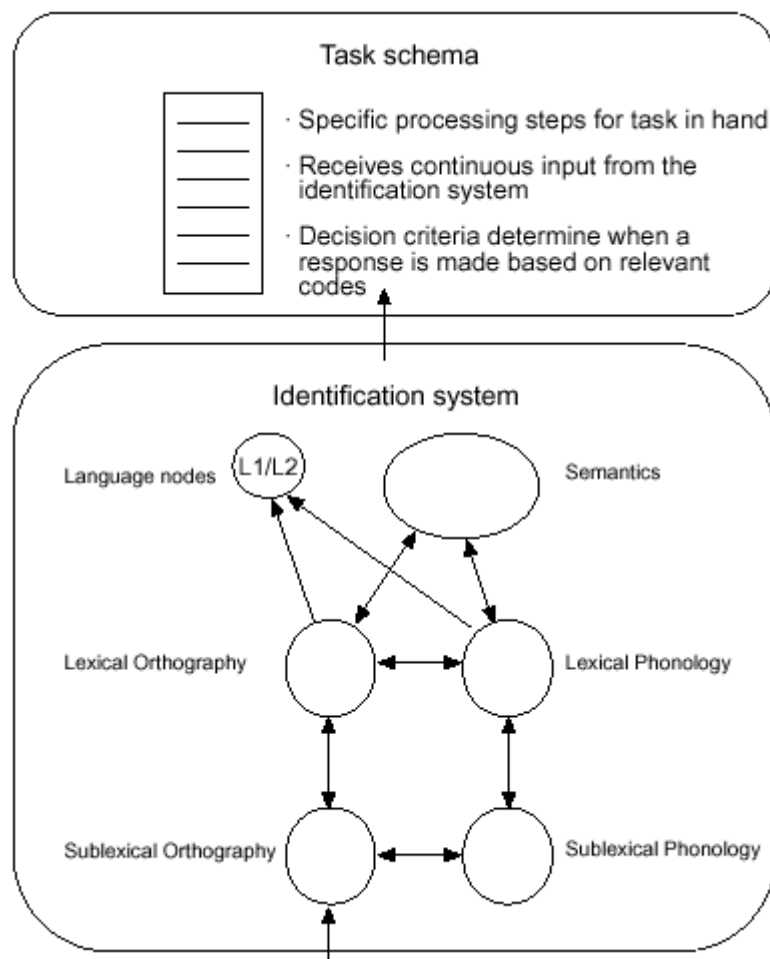 Task schema
· Specific processing steps for task in hand
· Receives continuous input from the
identification system
· Decision criteria determine when a
response is made based on relevant
codes
Identification system
Language nodes
L1/L2
Semantics
Lexical Orthography
Lexical Phonology
Sublexical Orthography
Sublexical Phonology